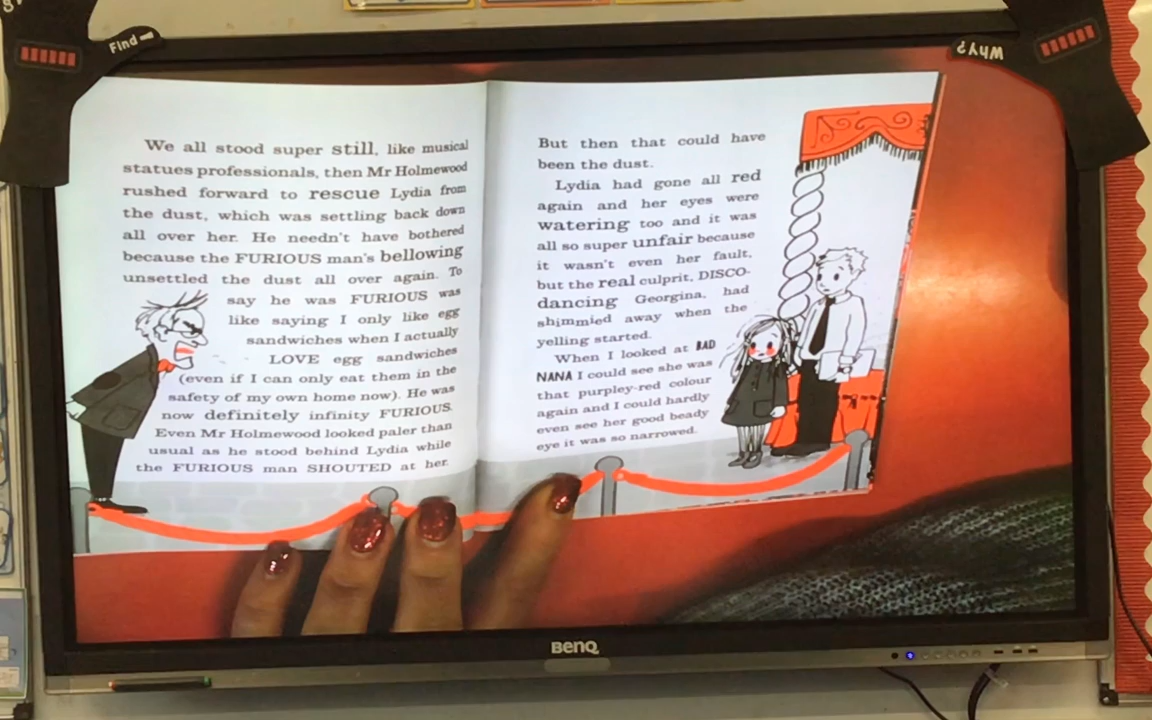 Find
Why?
We all stood super still, like musical
statues professionals, then Mr Holmewood
rushed forward to rescue Lydia from
the dust, which was settling back down
all over her. He needn't have bothered
because the FURIOUS man's bellowing
unsettled the dust all over again. To
say he was FURIOUS was
like saying I only like egg
sandwiches when I actually
LOVE egg sandwiches
(even if I can only eat them in the
safety of my own home now). He was
now definitely infinity FURIOUS.
Even Mr Holmewood looked paler than
usual as he stood behind Lydia while
the FURIOUS man SHOUTED at her.
But then that could have
been the dust.
Lydia had gone all red
again and her eyes were
watering too and it was
all so super unfair because
it wasn't even her fault,
but the real culprit, DISCO-
dancing Georgina, had
shimmied away when the
yelling started.
When I looked at BAD
NANA I could see she was
that purpley-red colour
again and I could hardly
even see her good beady
eye it was so narrowed.
BenQ